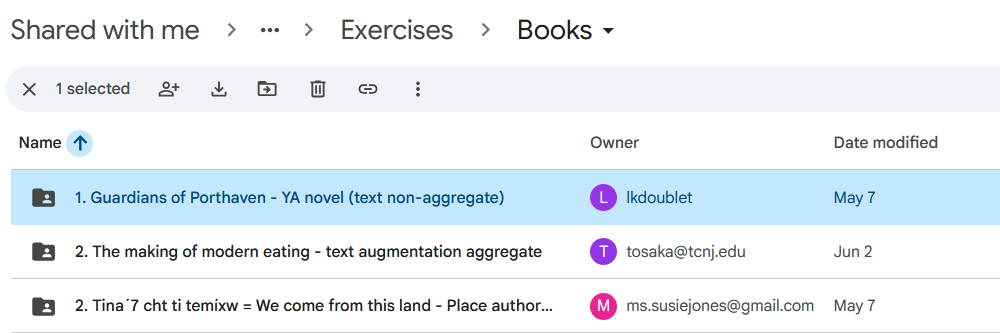 Shared with me > ... > Exercises > Books
1 selected
Name Owner Date modified
1. Guardians of Porthaven - YA novel (text non-aggregate) L lkdoublet May 7
2. The making of modern eating - text augmentation aggregate T tosaka@tcnj.edu Jun 2
2. Tina´7 cht ti temíxw = We come from this land - Place author... M ms.susiejones@gmail.com May 7